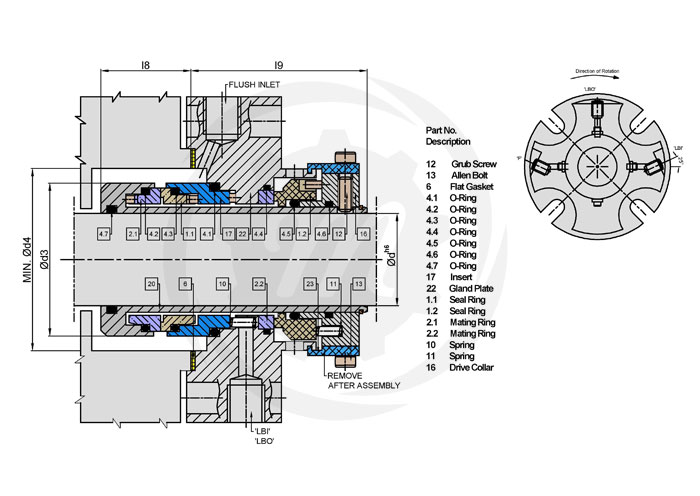 l8
l9
FLUSH INLET
MIN. Ød4
Ød3
Ød h6
4.7
2.1
4.2
4.3
1.1
4.1
17
22
4.4
4.5
1.2
4.6
12
16
20
6
10
2.2
23
11
13
REMOVE
AFTER ASSEMBLY
'LBI'
'LBO'
Part No.
Description
12 Grub Screw
13 Allen Bolt
6 Flat Gasket
4.1 O-Ring
4.2 O-Ring
4.3 O-Ring
4.4 O-Ring
4.5 O-Ring
4.6 O-Ring
4.7 O-Ring
17 Insert
22 Gland Plate
1.1 Seal Ring
1.2 Seal Ring
2.1 Mating Ring
2.2 Mating Ring
10 Spring
11 Spring
16 Drive Collar
Direction of Rotation
'LBO'